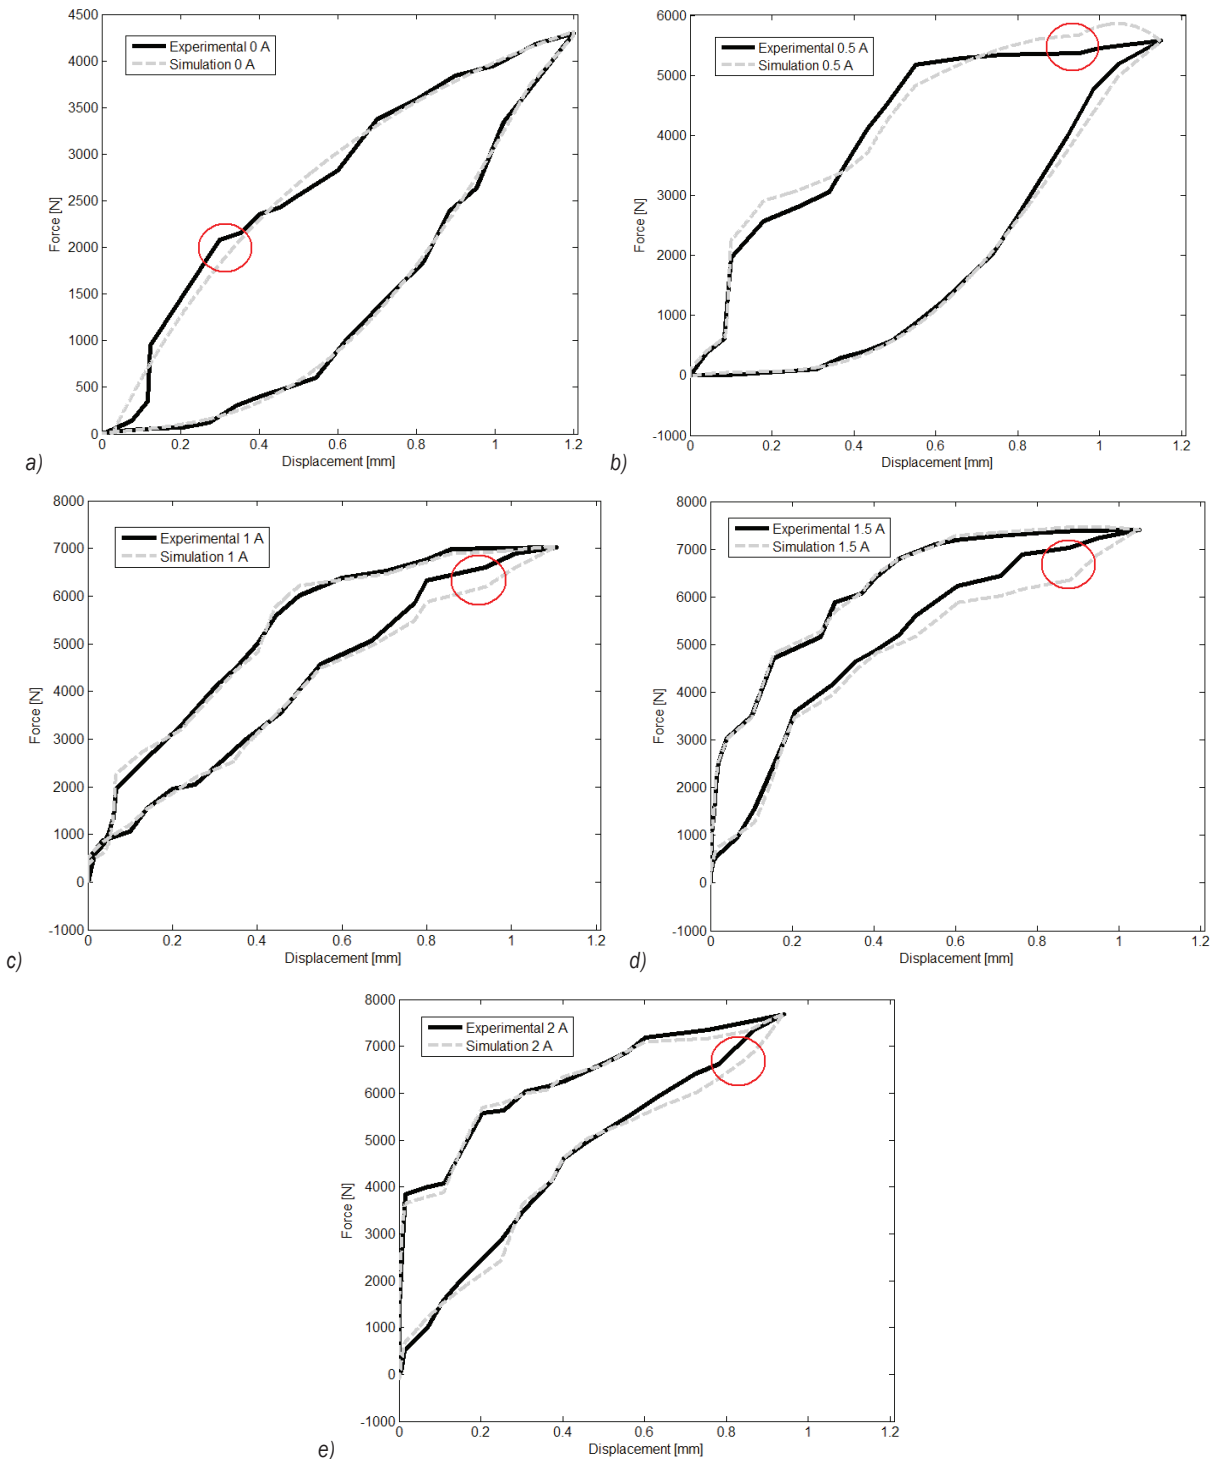 4500
4000
3500
3000
2500
2000
1500
1000
500
0
Force [N]
Experimental 0 A
Simulation 0 A
0 0.2 0.4 0.6 0.8 1 1.2
Displacement [mm]
a)
6000
5000
4000
3000
2000
1000
0
-1000
Force [N]
Experimental 0.5 A
Simulation 0.5 A
0 0.2 0.4 0.6 0.8 1 1.2
Displacement [mm]
b)
8000
7000
6000
5000
4000
3000
2000
1000
0
-1000
Force [N]
Experimental 1 A
Simulation 1 A
0 0.2 0.4 0.6 0.8 1 1.2
Displacement [mm]
c)
8000
7000
6000
5000
4000
3000
2000
1000
0
-1000
Force [N]
Experimental 1.5 A
Simulation 1.5 A
0 0.2 0.4 0.6 0.8 1 1.2
Displacement [mm]
d)
8000
7000
6000
5000
4000
3000
2000
1000
0
-1000
Force [N]
Experimental 2 A
Simulation 2 A
0 0.2 0.4 0.6 0.8 1 1.2
Displacement [mm]
e)